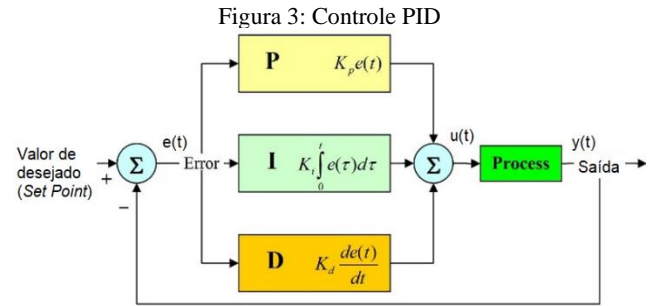 Figura 3: Controle PID
P K_p e(t)
Valor de
desejado
(Set Point)
+
−
Σ
e(t)
Error
I K_i ∫_0^t e(τ)dτ
Σ
u(t)
Process
y(t)
Saída
D K_d de(t)/dt